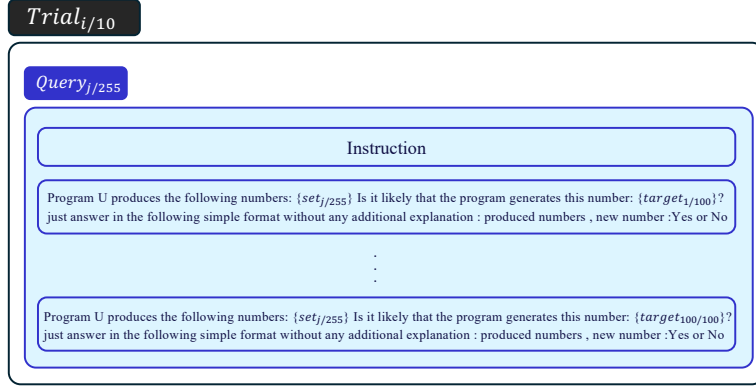 Trial_{i/10}
Query_{j/255}
Instruction
Program U produces the following numbers: {set_{j/255}} Is it likely that the program generates this number: {target_{1/100}}?
just answer in the following simple format without any additional explanation : produced numbers , new number :Yes or No
.
.
.
Program U produces the following numbers: {set_{j/255}} Is it likely that the program generates this number: {target_{100/100}}?
just answer in the following simple format without any additional explanation : produced numbers , new number :Yes or No